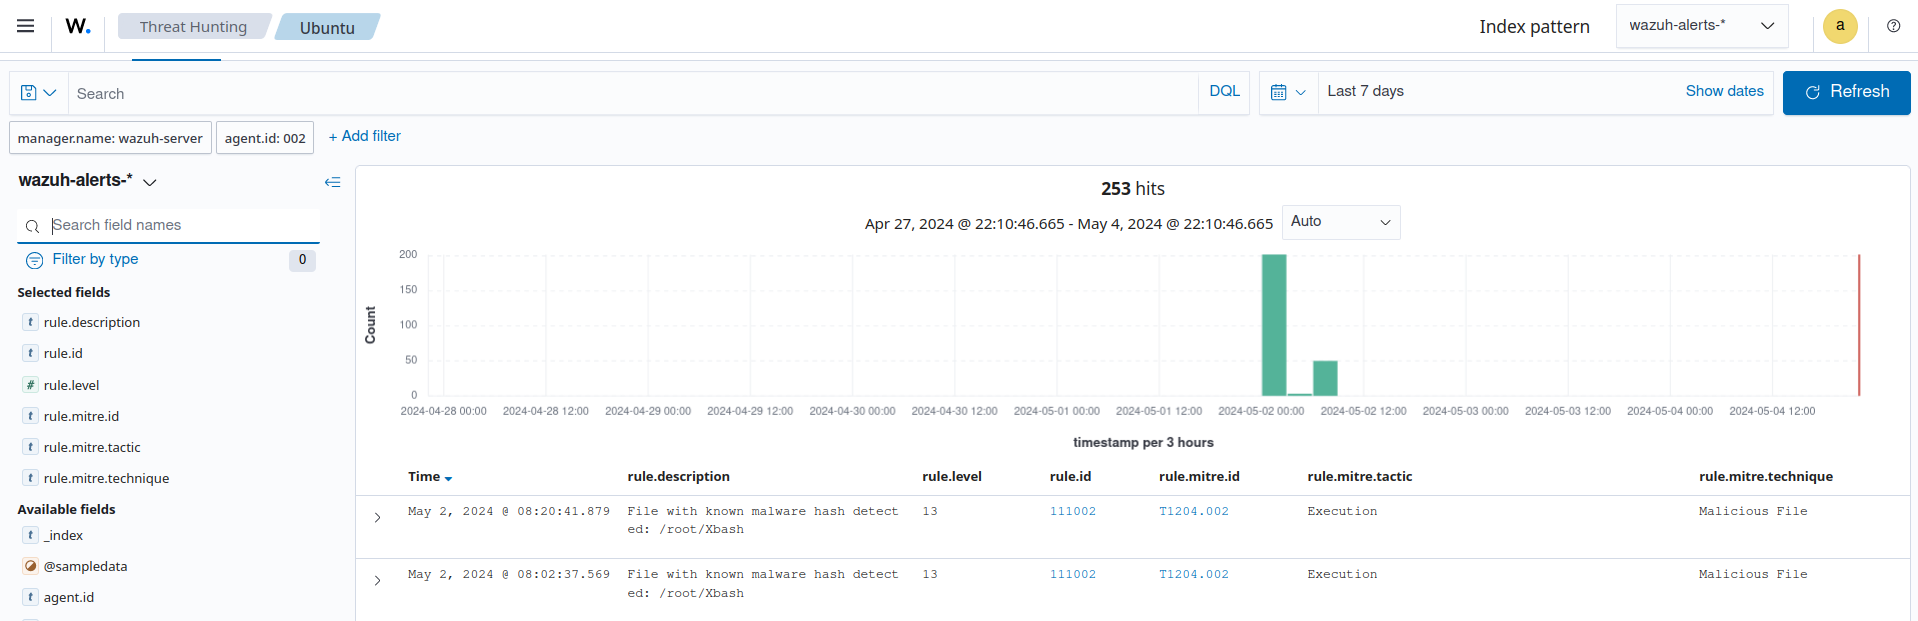 W. Threat Hunting Ubuntu Index pattern wazuh-alerts-* a
Search DQL Last 7 days Show dates Refresh
manager.name: wazuh-server agent.id: 002 + Add filter
wazuh-alerts-*
Search field names
Filter by type 0
Selected fields
t rule.description
t rule.id
# rule.level
t rule.mitre.id
t rule.mitre.tactic
t rule.mitre.technique
Available fields
t _index
@sampledata
t agent.id
253 hits
Apr 27, 2024 @ 22:10:46.665 - May 4, 2024 @ 22:10:46.665 Auto
200
150
100
50
0
Count
2024-04-28 00:00 2024-04-28 12:00 2024-04-29 00:00 2024-04-29 12:00 2024-04-30 00:00 2024-04-30 12:00 2024-05-01 00:00 2024-05-01 12:00 2024-05-02 00:00 2024-05-02 12:00 2024-05-03 00:00 2024-05-03 12:00 2024-05-04 00:00 2024-05-04 12:00
timestamp per 3 hours
Time rule.description rule.level rule.id rule.mitre.id rule.mitre.tactic rule.mitre.technique
May 2, 2024 @ 08:20:41.879 File with known malware hash detect 13 111002 T1204.002 Execution Malicious File
ed: /root/Xbash
May 2, 2024 @ 08:02:37.569 File with known malware hash detect 13 111002 T1204.002 Execution Malicious File
ed: /root/Xbash